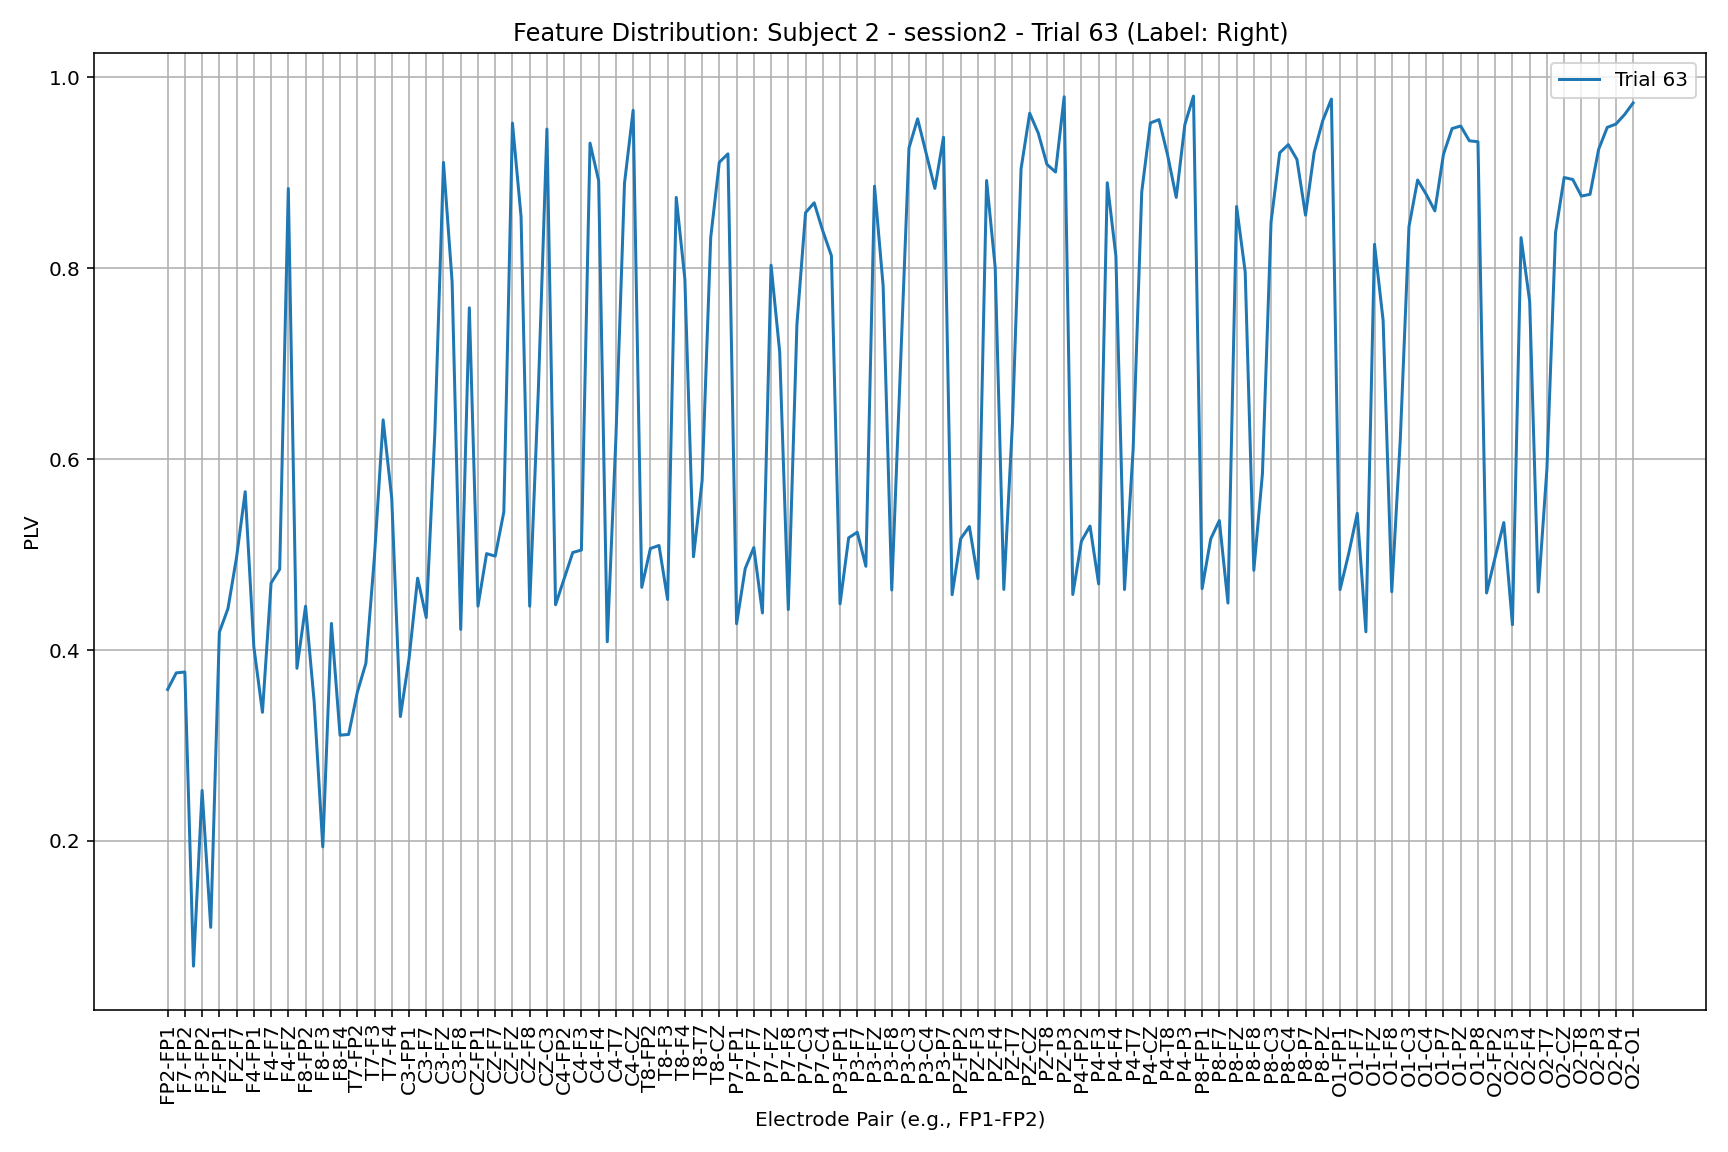 Feature Distribution: Subject 2 - session2 - Trial 63 (Label: Right)
Trial 63
1.0
0.8
0.6
0.4
0.2
PLV
FP2-FP1
F7-FP2
F3-FP2
FZ-FP1
FZ-F7
F4-FP1
F4-F7
F4-FZ
F8-FP2
F8-F3
F8-F4
T7-FP2
T7-F3
T7-F4
C3-FP1
C3-F7
C3-FZ
C3-F8
CZ-FP1
CZ-F7
CZ-FZ
CZ-F8
CZ-C3
C4-FP2
C4-F3
C4-F4
C4-T7
C4-CZ
T8-FP2
T8-F3
T8-F4
T8-T7
T8-CZ
P7-FP1
P7-F7
P7-FZ
P7-F8
P7-C3
P7-C4
P3-FP1
P3-F7
P3-FZ
P3-F8
P3-C3
P3-C4
P3-P7
PZ-FP2
PZ-F3
PZ-F4
PZ-T7
PZ-CZ
PZ-T8
PZ-P3
P4-FP2
P4-F3
P4-F4
P4-T7
P4-CZ
P4-T8
P4-P3
P8-FP1
P8-F7
P8-FZ
P8-F8
P8-C3
P8-C4
P8-P7
P8-PZ
O1-FP1
O1-F7
O1-FZ
O1-F8
O1-C3
O1-C4
O1-P7
O1-PZ
O1-P8
O2-FP2
O2-F3
O2-F4
O2-T7
O2-CZ
O2-T8
O2-P3
O2-P4
O2-O1
Electrode Pair (e.g., FP1-FP2)